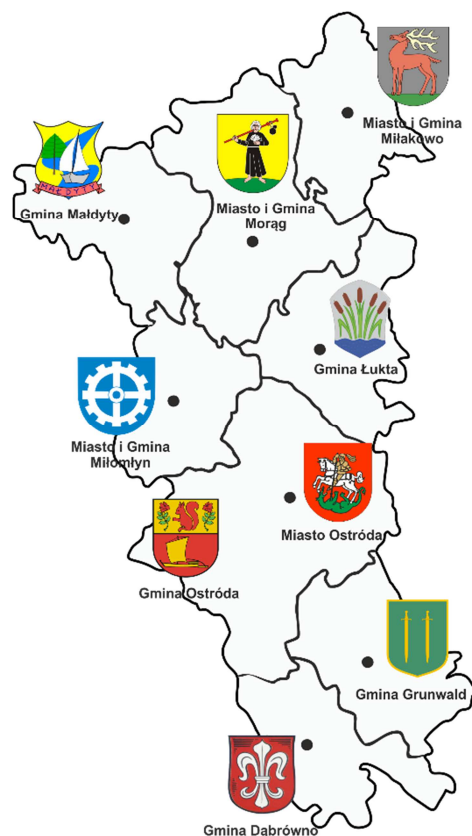 Miasto i Gmina
Miłakowo
MAŁDYTY
Gmina Małdyty
Miasto i Gmina
Morąg
Gmina Łukta
Miasto i Gmina
Miłomłyn
Miasto Ostróda
Gmina Ostróda
Gmina Grunwald
Gmina Dąbrówno